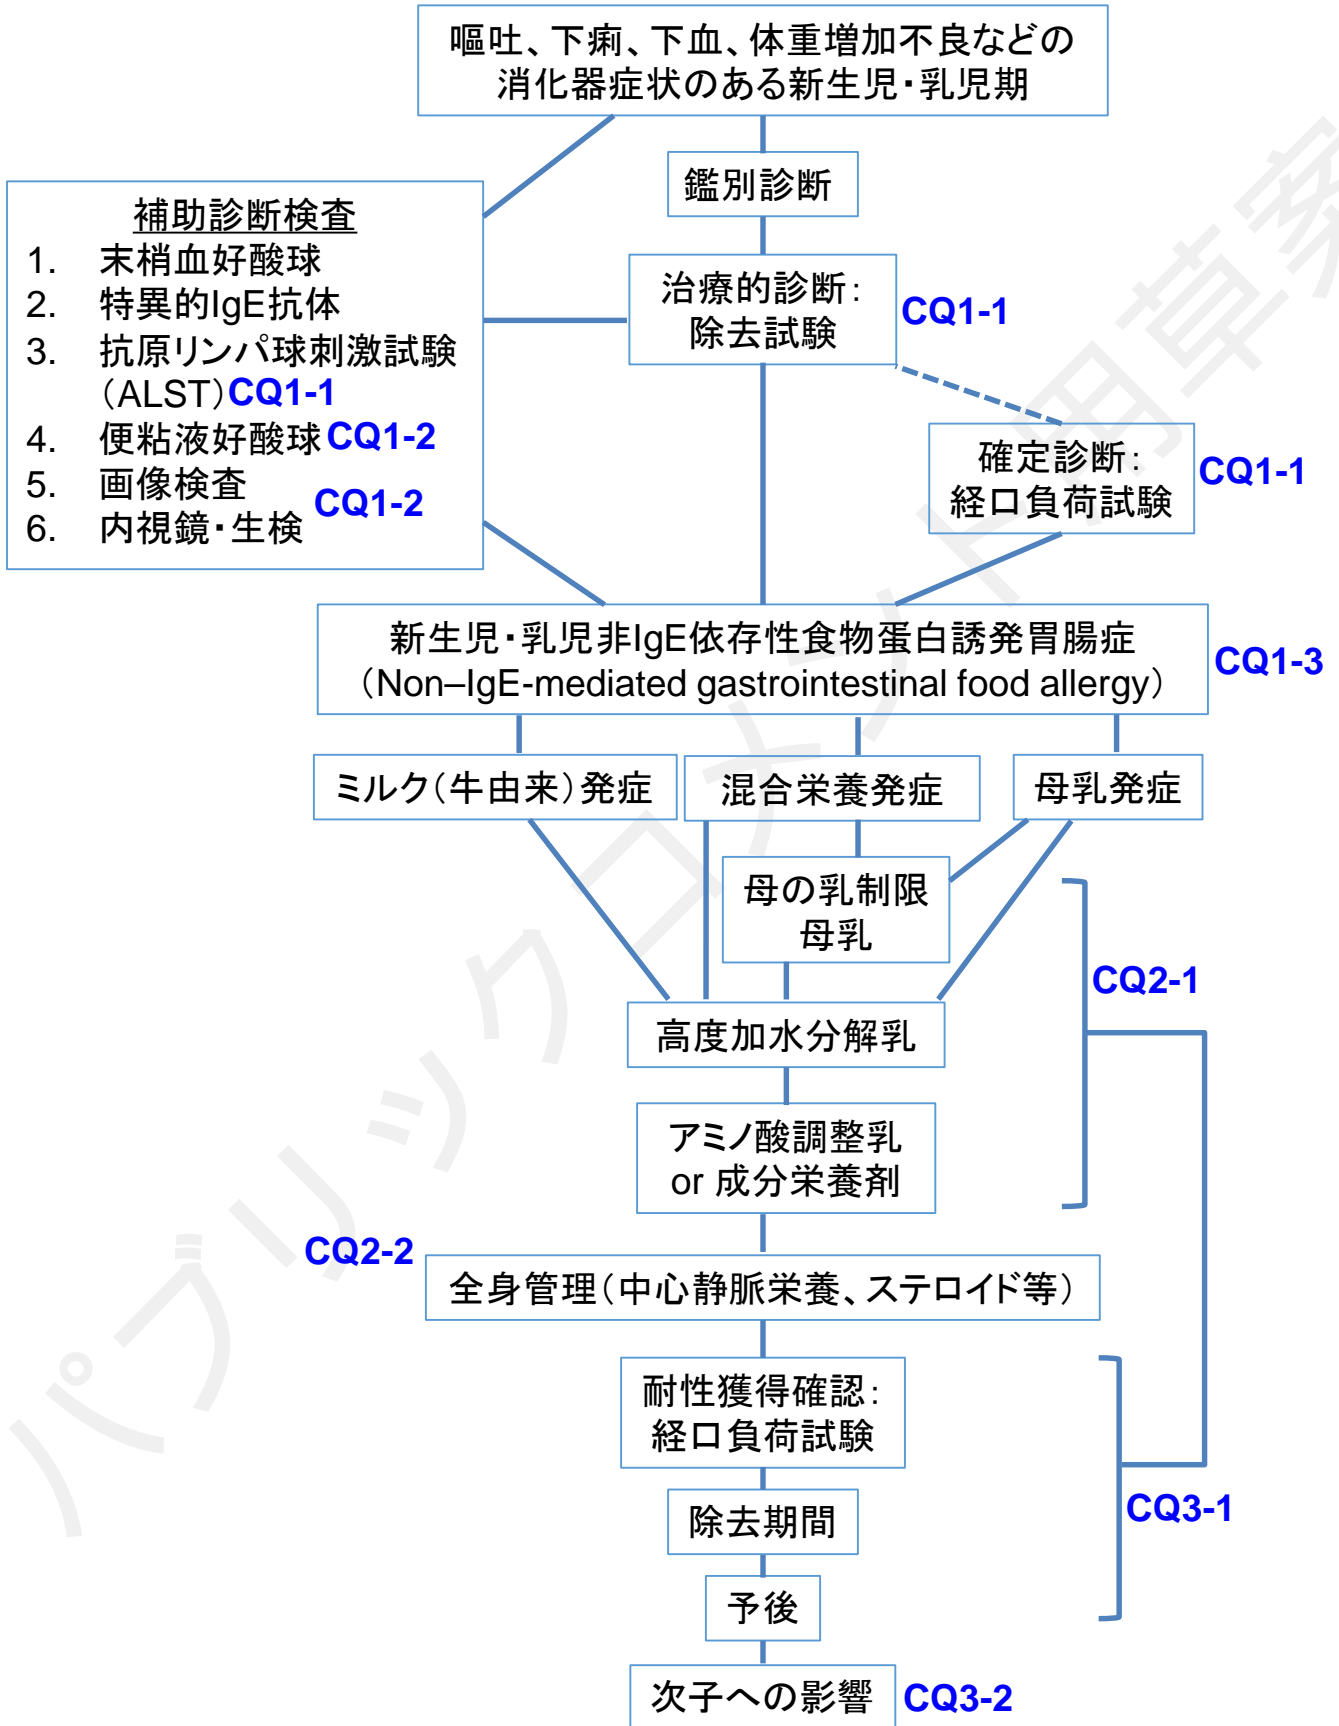 嘔吐、下痢、下血、体重増加不良などの
消化器症状のある新生児・乳児期
鑑別診断
補助診断検査
1. 末梢血好酸球
2. 特異的IgE抗体
3. 抗原リンパ球刺激試験
（ALST）CQ1-1
4. 便粘液好酸球CQ1-2
5. 画像検査
CQ1-2
6. 内視鏡・生検
治療的診断：
除去試験
CQ1-1
確定診断：
経口負荷試験
CQ1-1
新生児・乳児非IgE依存性食物蛋白誘発胃腸症
（Non–IgE-mediated gastrointestinal food allergy）
CQ1-3
ミルク（牛由来）発症
混合栄養発症
母乳発症
母の乳制限
母乳
高度加水分解乳
アミノ酸調整乳
or 成分栄養剤
CQ2-1
CQ2-2
全身管理（中心静脈栄養、ステロイド等）
耐性獲得確認：
経口負荷試験
除去期間
予後
CQ3-1
次子への影響
CQ3-2
パブリックコメント用草案